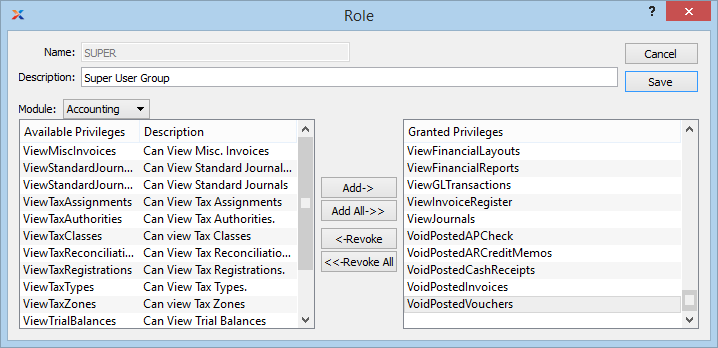 Role
?
Name: SUPER
Cancel
Description: Super User Group
Save
Module: Accounting
Available Privileges Description
ViewMiscInvoices Can View Misc. Invoices
ViewStandardJourn... Can View Standard Journal...
ViewStandardJourn... Can View Standard Journals
ViewTaxAssignments Can View Tax Assignments
ViewTaxAuthorities Can View Tax Authorities.
ViewTaxClasses Can view Tax Classes
ViewTaxReconciliati... Can View Tax Reconciliatio...
ViewTaxRegistrations Can View Tax Registrations.
ViewTaxTypes Can View Tax Types.
ViewTaxZones Can view Tax Zones
ViewTrialBalances Can View Trial Balances
Add->
Add All->>
<-Revoke
<<-Revoke All
Granted Privileges
ViewFinancialLayouts
ViewFinancialReports
ViewGLTransactions
ViewInvoiceRegister
ViewJournals
VoidPostedAPCheck
VoidPostedARCreditMemos
VoidPostedCashReceipts
VoidPostedInvoices
VoidPostedVouchers